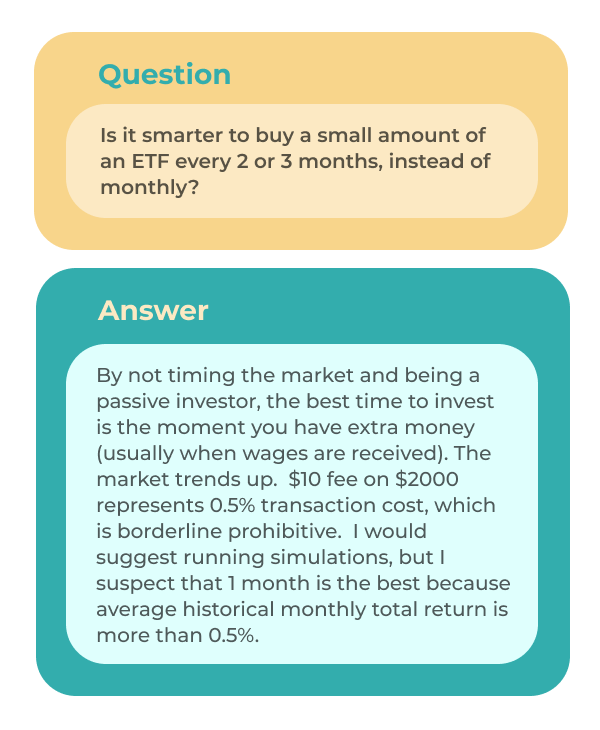 Question
Is it smarter to buy a small amount of
an ETF every 2 or 3 months, instead of
monthly?
Answer
By not timing the market and being a
passive investor, the best time to invest
is the moment you have extra money
(usually when wages are received). The
market trends up.  $10 fee on $2000
represents 0.5% transaction cost, which
is borderline prohibitive.  I would
suggest running simulations, but I
suspect that 1 month is the best because
average historical monthly total return is
more than 0.5%.